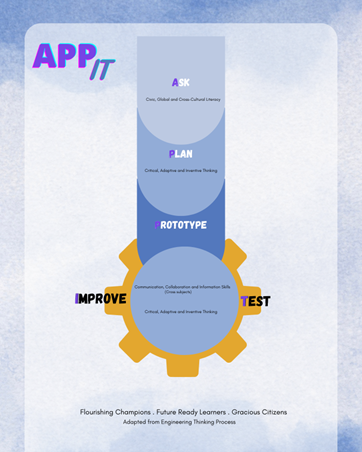 APP
IT
ASK
Civic, Global and Cross-Cultural Literacy
PLAN
Critical, Adaptive and Inventive Thinking
PROTOTYPE
Communication, Collaboration and Information Skills
(Cross-subjects)
IMPROVE
TEST
Critical, Adaptive and Inventive Thinking
Flourishing Champions . Future Ready Learners . Gracious Citizens
Adapted from Engineering Thinking Process